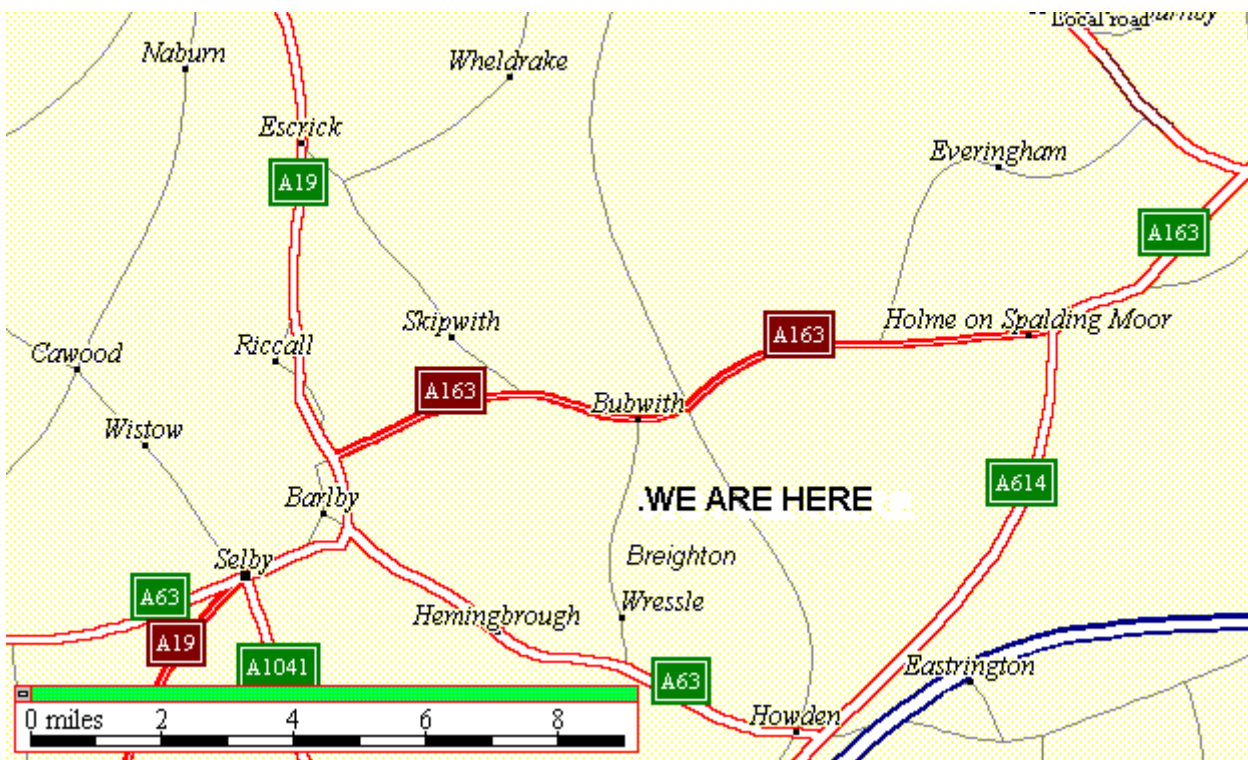 Local road
Naburn
Wheldrake
Escrick
Everingham
A19
A163
Skipwith
A163
Holme on Spalding Moor
Riccall
Cawood
A163
Bubwith
Wistow
A614
Barlby
.WE ARE HERE
Selby
Breighton
A63
Wressle
Hemingbrough
A19
A1041
A63
Eastrington
Howden
0 miles 2 4 6 8